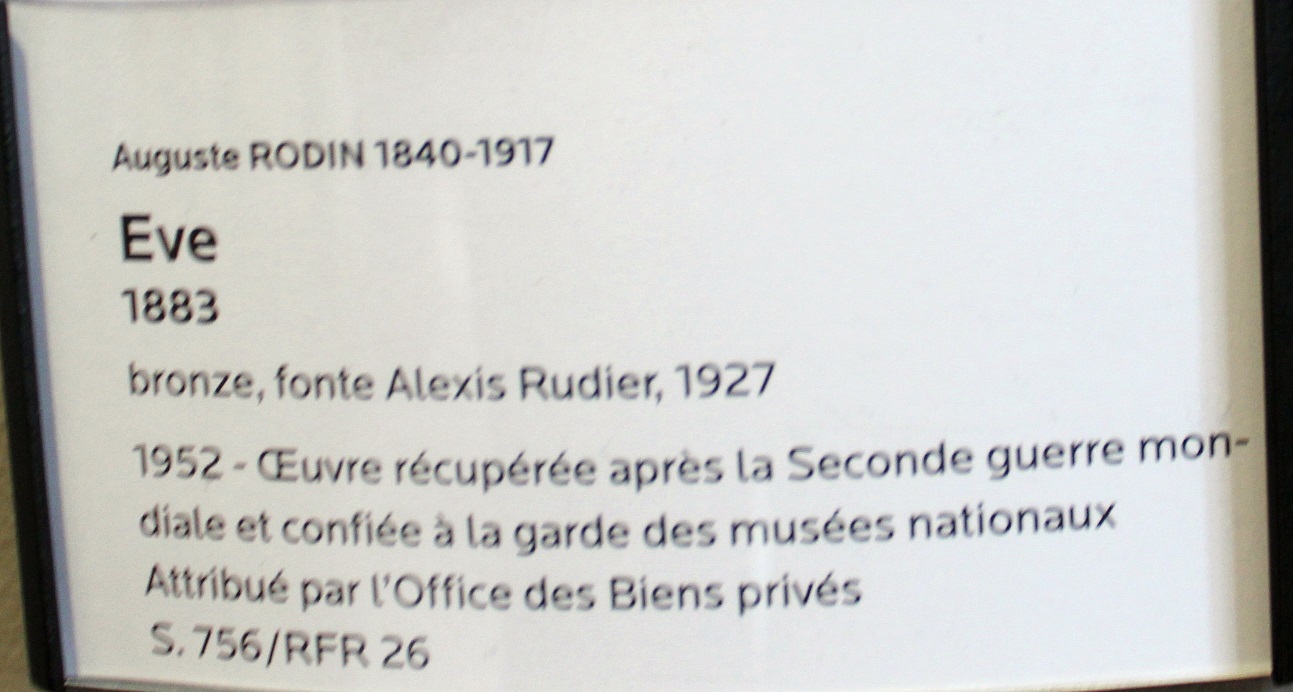 Auguste RODIN 1840-1917
Eve
1883
bronze, fonte Alexis Rudier, 1927
1952 - Œuvre récupérée après la Seconde guerre mon-
diale et confiée à la garde des musées nationaux
Attribué par l'Office des Biens privés
S. 756/RFR 26